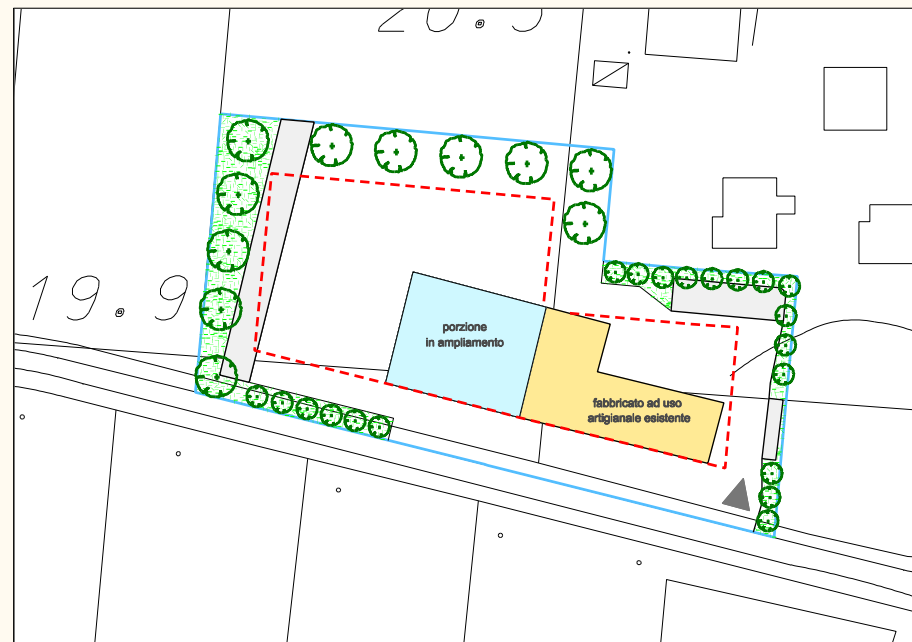 19.9
porzione
in ampliamento
fabbricato ad uso
artigianale esistente